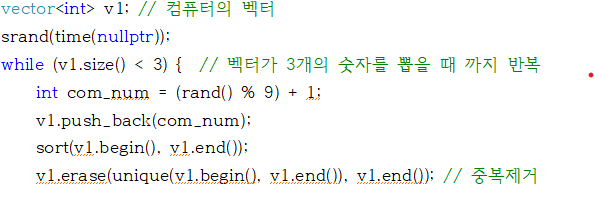 vector<int> v1; // 컴퓨터의 벡터
srand(time(nullptr));
while (v1.size() < 3) {  // 벡터가 3개의 숫자를 뽑을 때 까지 반복
    int com_num = (rand() % 9) + 1;
    v1.push_back(com_num);
    sort(v1.begin(), v1.end());
    v1.erase(unique(v1.begin(), v1.end()), v1.end()); // 중복제거